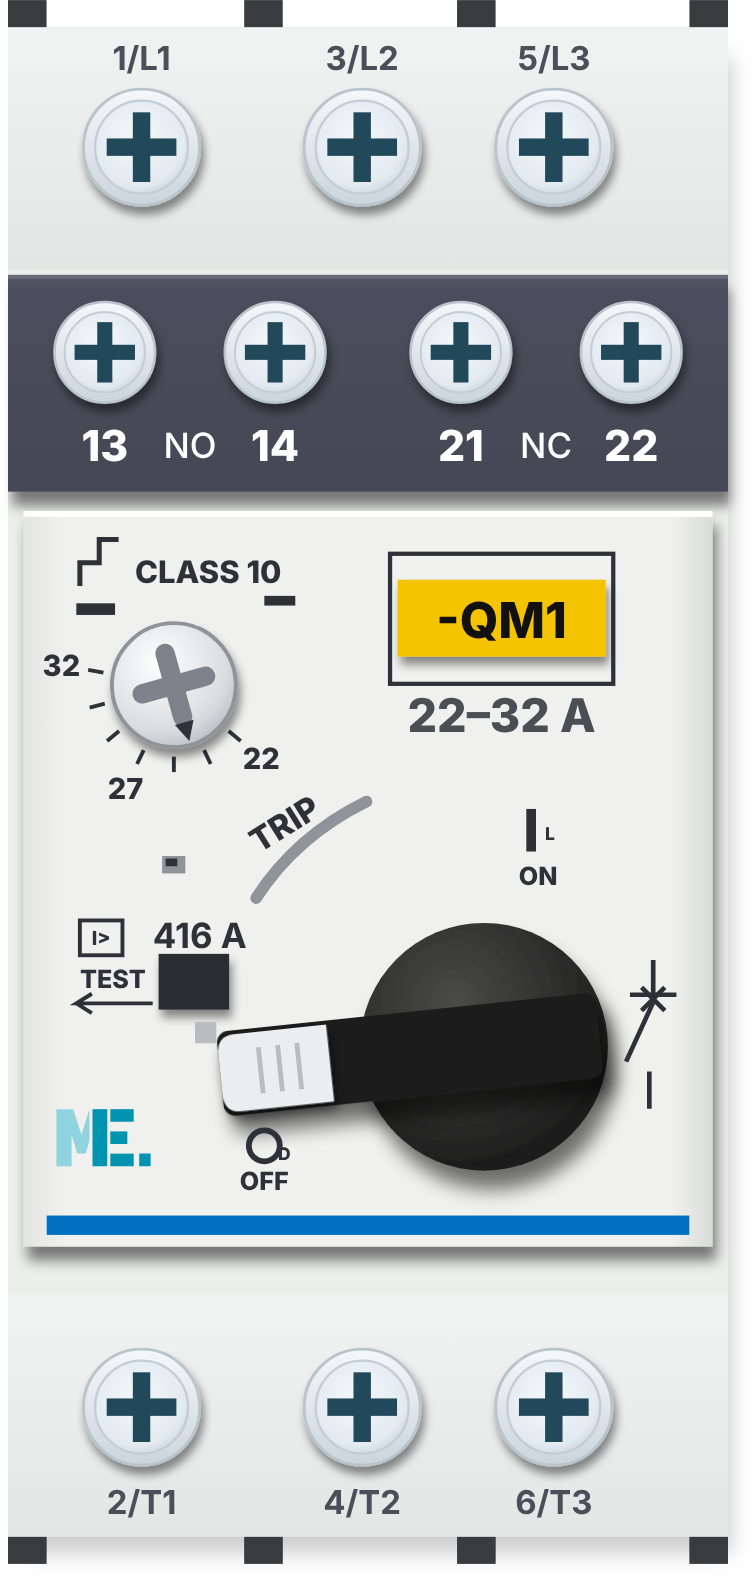 1/L1 3/L2 5/L3
13 NO 14 21 NC 22
CLASS 10
-QM1
32
22–32 A
22
27
TRIP
L
ON
I>
416 A
TEST
ME.
D
OFF
2/T1 4/T2 6/T3